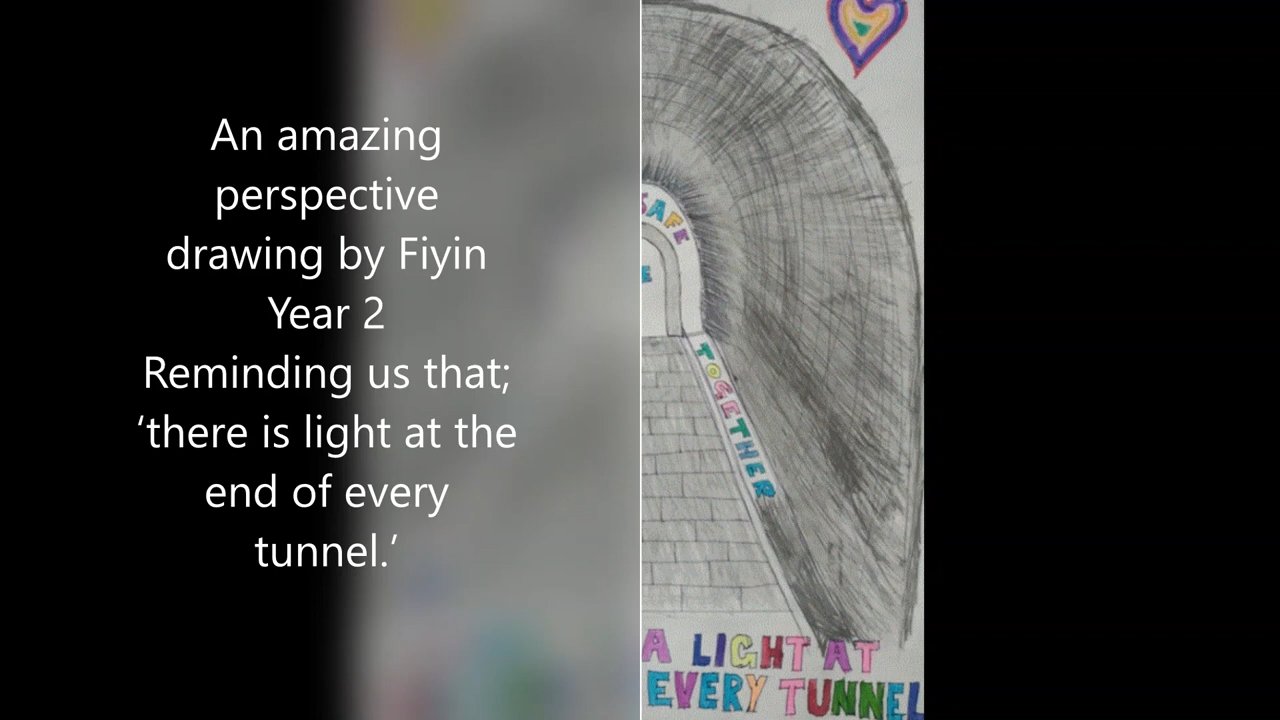 An amazing
perspective
drawing by Fiyin
Year 2
Reminding us that;
‘there is light at the
end of every
tunnel.’
SAFE
TOGETHER
A LIGHT AT
EVERY TUNNEL